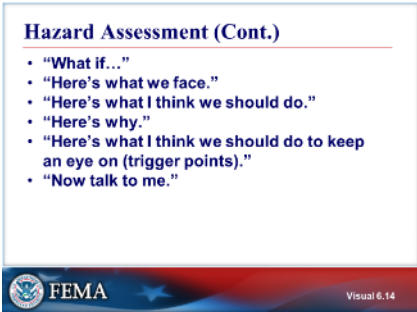 Hazard Assessment (Cont.)
• “What if…”
• “Here’s what we face.”
• “Here’s what I think we should do.”
• “Here’s why.”
• “Here’s what I think we should do to keep
an eye on (trigger points).”
• “Now talk to me.”
FEMA
Visual 6.14